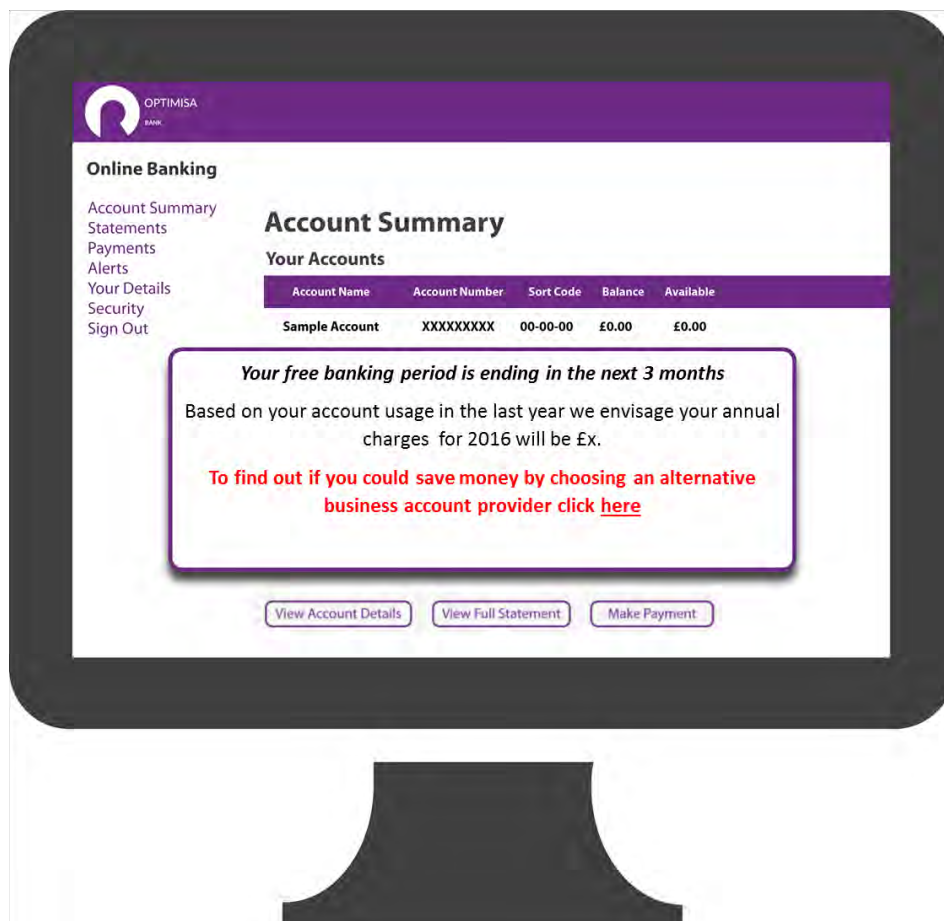 OPTIMISA
BANK
Online Banking
Account Summary
Statements
Payments
Alerts
Your Details
Security
Sign Out
Account Summary
Your Accounts
Account Name Account Number Sort Code Balance Available
Sample Account XXXXXXXXX 00-00-00 £0.00 £0.00
Your free banking period is ending in the next 3 months
Based on your account usage in the last year we envisage your annual
charges for 2016 will be £x.
To find out if you could save money by choosing an alternative
business account provider click here
View Account Details View Full Statement Make Payment